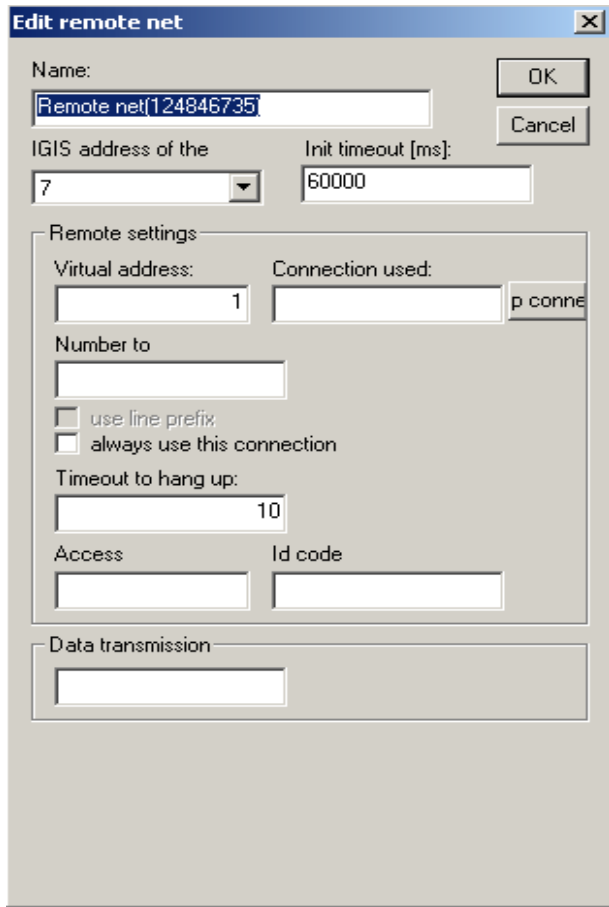 Edit remote net
Name:
OK
Remote net(124846735)
Cancel
IGIS address of the
Init timeout [ms]:
7
60000
Remote settings
Virtual address:
Connection used:
1
p conne
Number to
use line prefix
always use this connection
Timeout to hang up:
10
Access
Id code
Data transmission